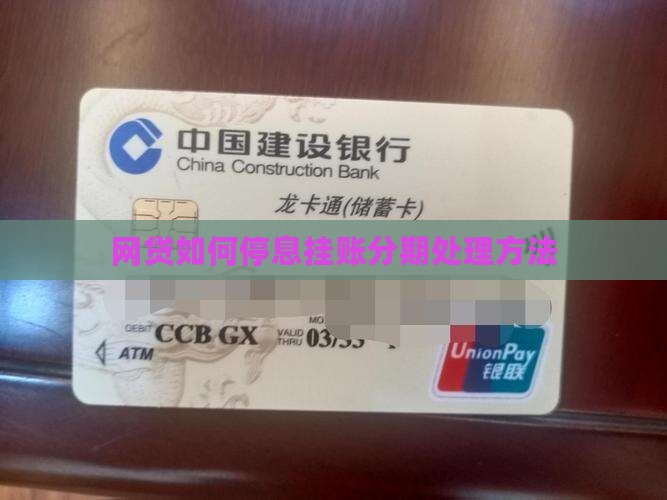 中国建设银行
China Construction Bank
龙卡通(储蓄卡)
网贷如何停息挂账分期处理方法
DEBIT CCB GX VALID THRU 03/33
ATM
UnionPay
银联